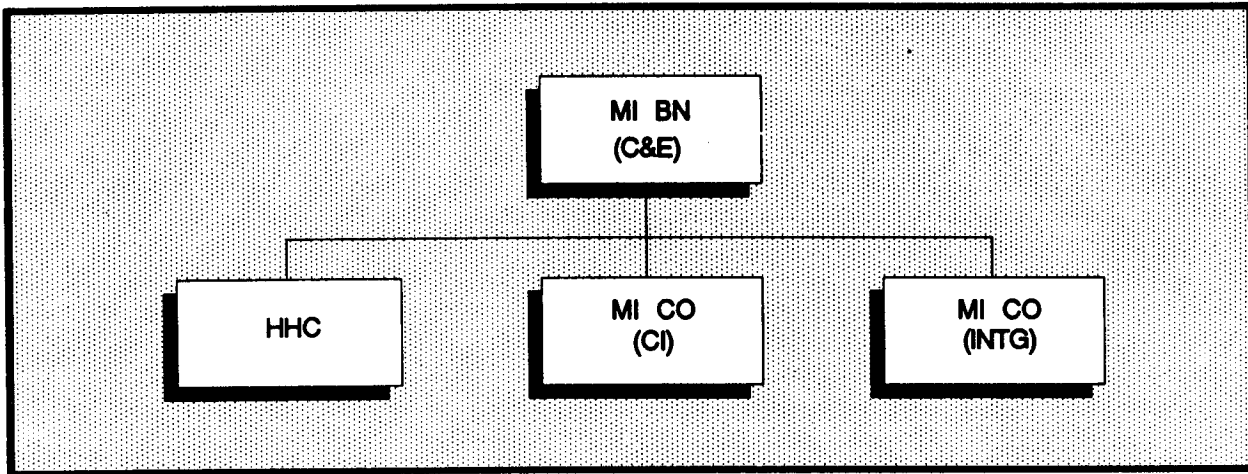 MI BN
(C&E)
HHC
MI CO
(CI)
MI CO
(INTG)